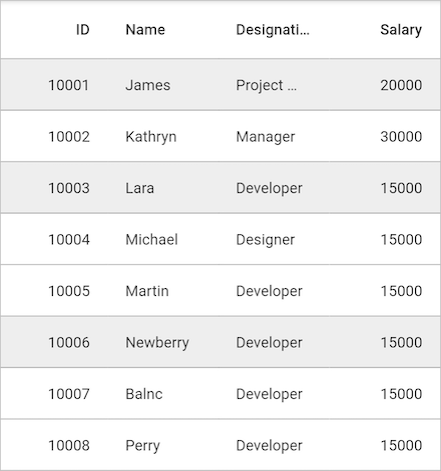 ID Name Designati... Salary
10001 James Project ... 20000
10002 Kathryn Manager 30000
10003 Lara Developer 15000
10004 Michael Designer 15000
10005 Martin Developer 15000
10006 Newberry Developer 15000
10007 Balnc Developer 15000
10008 Perry Developer 15000